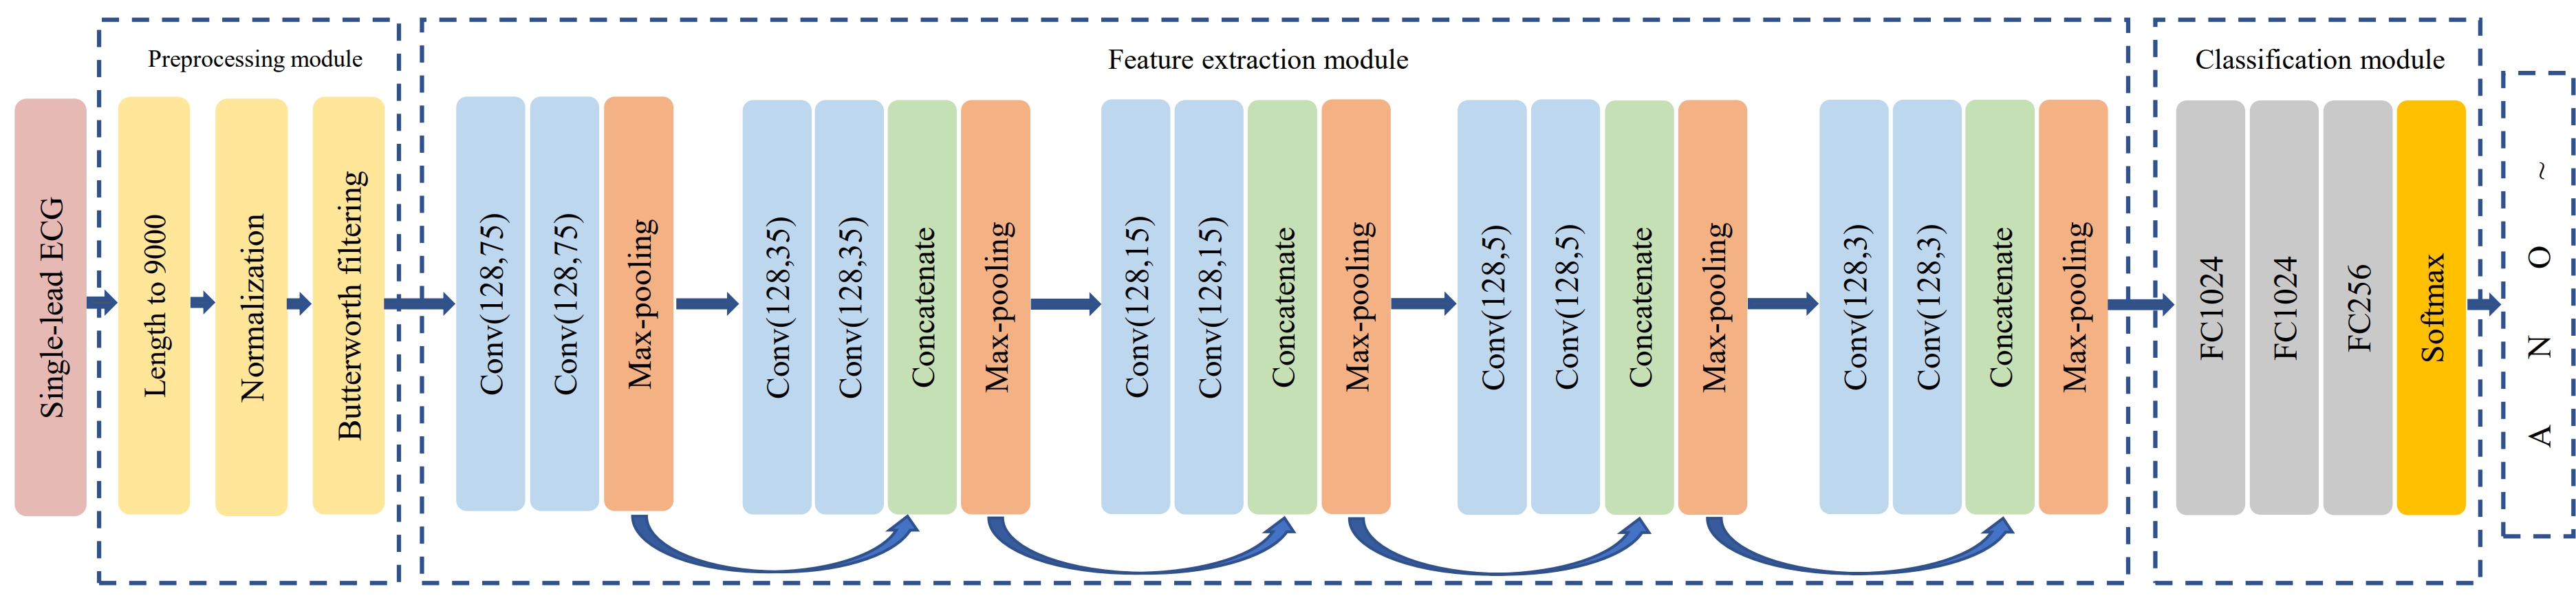 Preprocessing module
Feature extraction module
Classification module
Single-lead ECG
Length to 9000
Normalization
Butterworth filtering
Conv(128,75)
Conv(128,75)
Max-pooling
Conv(128,35)
Conv(128,35)
Concatenate
Max-pooling
Conv(128,15)
Conv(128,15)
Concatenate
Max-pooling
Conv(128,5)
Conv(128,5)
Concatenate
Max-pooling
Conv(128,3)
Conv(128,3)
Concatenate
Max-pooling
FC1024
FC1024
FC256
Softmax
A N O ~